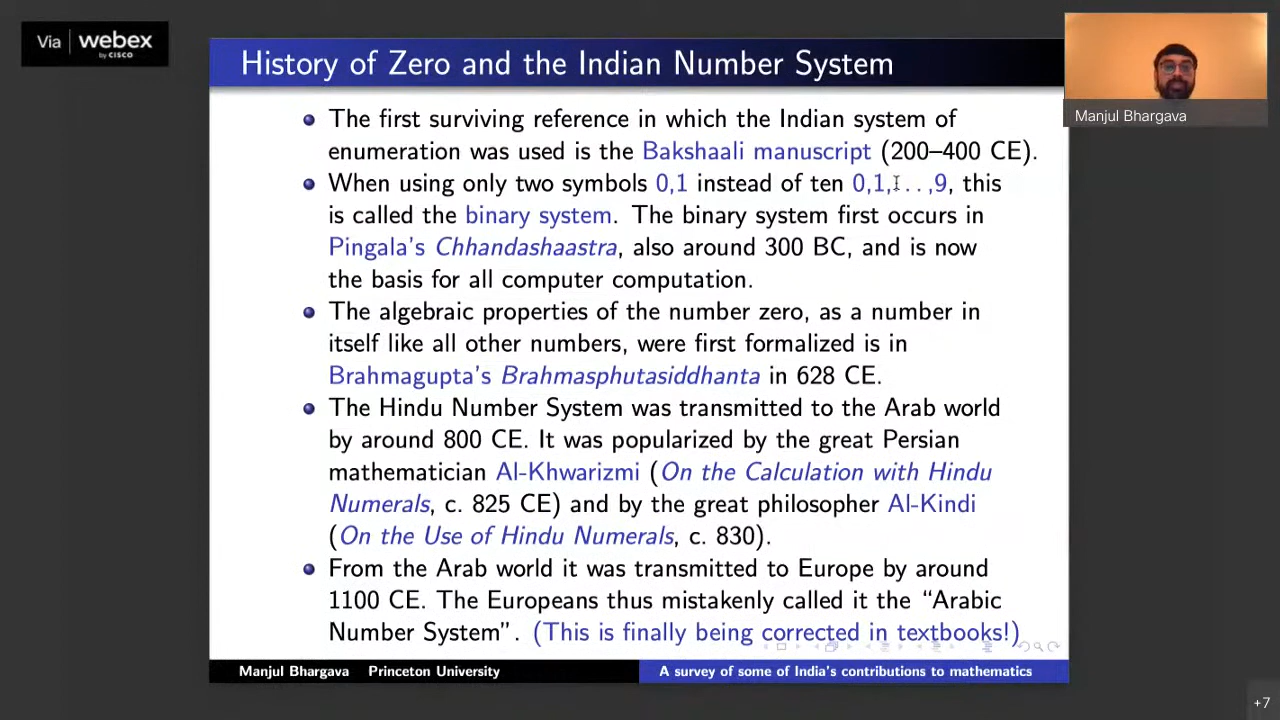 Via webex
by CISCO
Manjul Bhargava
History of Zero and the Indian Number System
The first surviving reference in which the Indian system of
enumeration was used is the Bakshaali manuscript (200–400 CE).
When using only two symbols 0,1 instead of ten 0,1,. . .,9, this
is called the binary system. The binary system first occurs in
Pingala's Chhandashaastra, also around 300 BC, and is now
the basis for all computer computation.
The algebraic properties of the number zero, as a number in
itself like all other numbers, were first formalized is in
Brahmagupta's Brahmasphutasiddhanta in 628 CE.
The Hindu Number System was transmitted to the Arab world
by around 800 CE. It was popularized by the great Persian
mathematician Al-Khwarizmi (On the Calculation with Hindu
Numerals, c. 825 CE) and by the great philosopher Al-Kindi
(On the Use of Hindu Numerals, c. 830).
From the Arab world it was transmitted to Europe by around
1100 CE. The Europeans thus mistakenly called it the “Arabic
Number System”. (This is finally being corrected in textbooks!)
Manjul Bhargava Princeton University
A survey of some of India's contributions to mathematics
+7